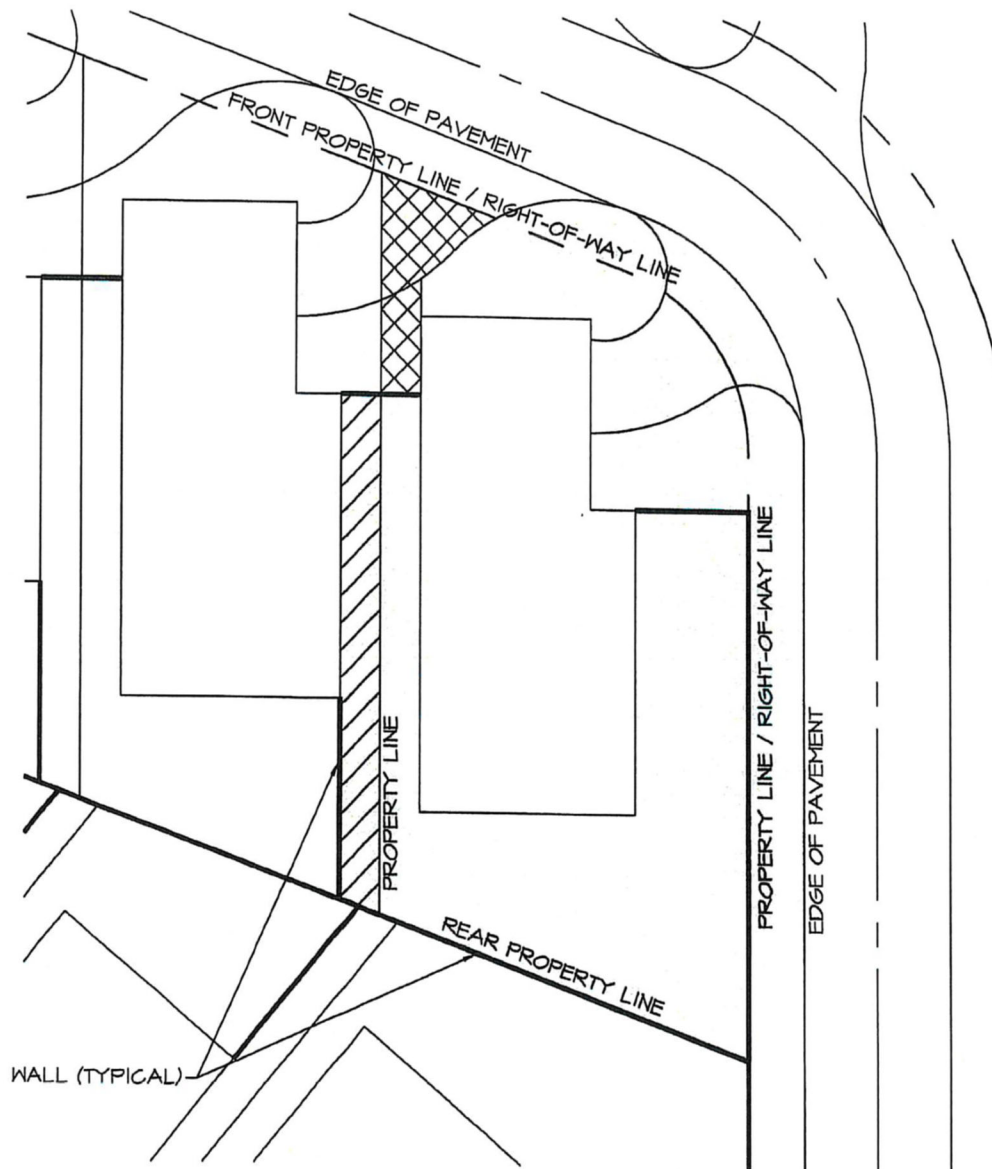 EDGE OF PAVEMENT
FRONT PROPERTY LINE / RIGHT-OF-WAY LINE
PROPERTY LINE / RIGHT-OF-WAY LINE
PROPERTY LINE
EDGE OF PAVEMENT
REAR PROPERTY LINE
WALL (TYPICAL)